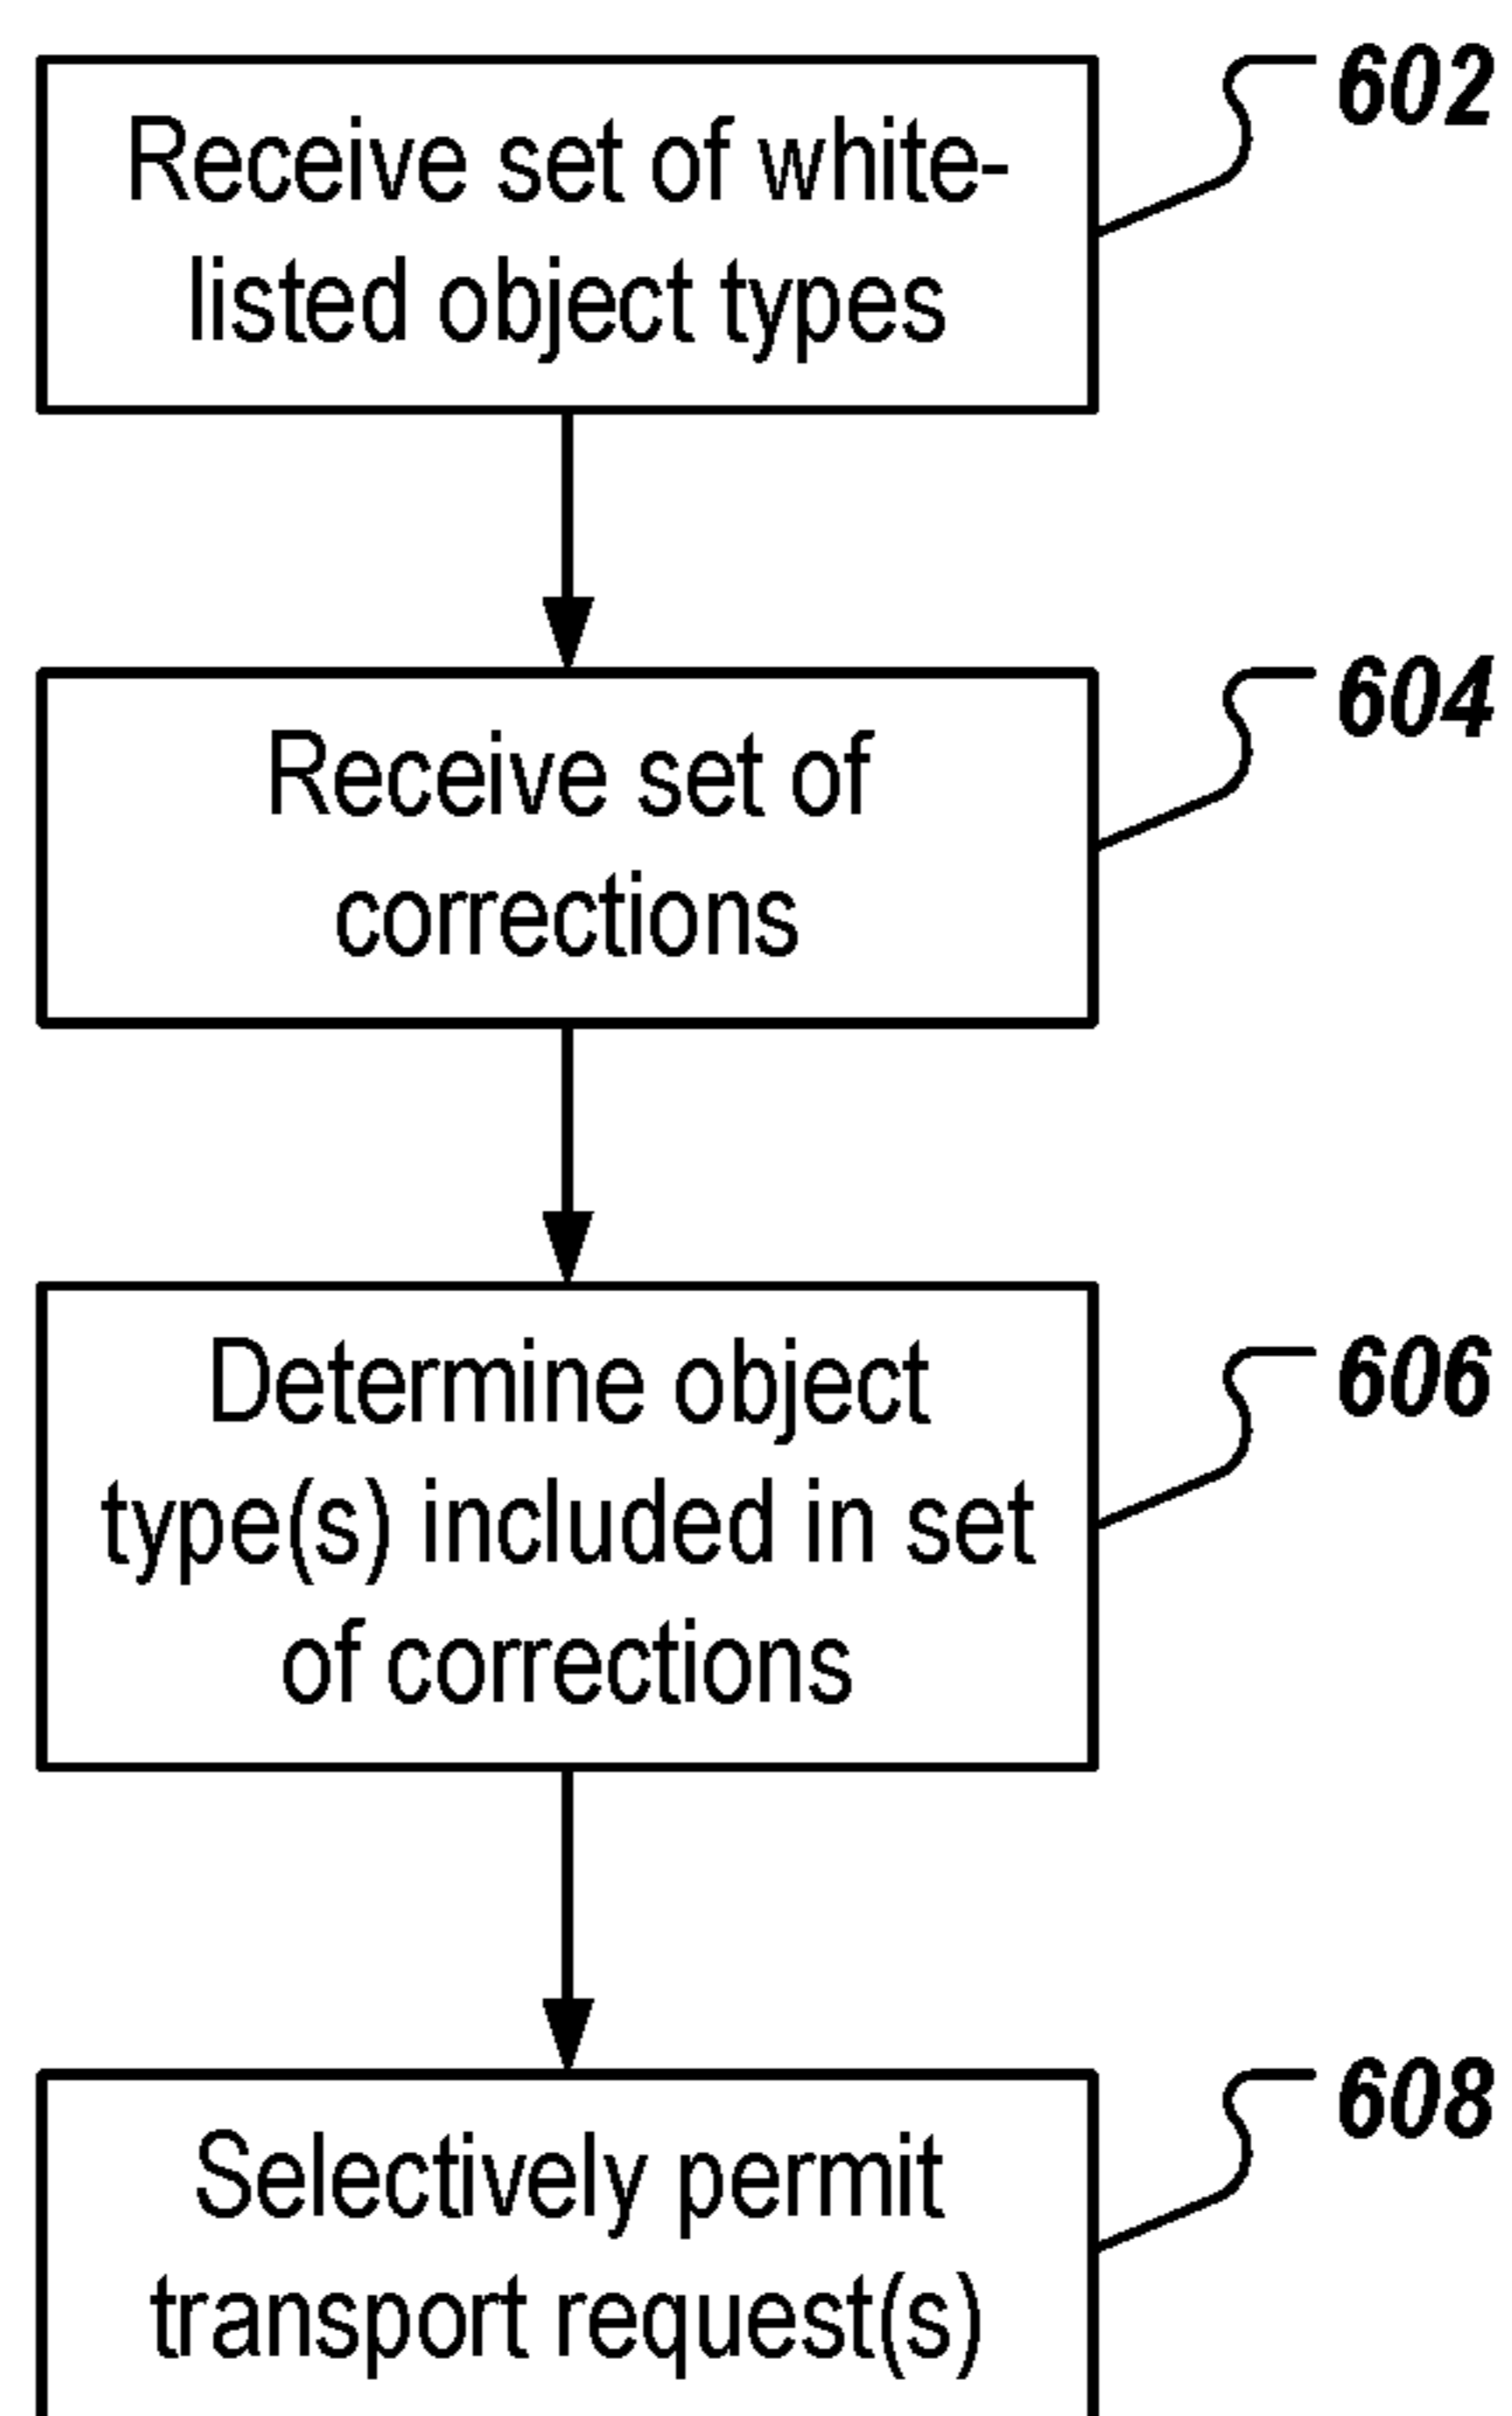 602
Receive set of white-
listed object types
604
Receive set of
corrections
606
Determine object
type(s) included in set
of corrections
608
Selectively permit
transport request(s)